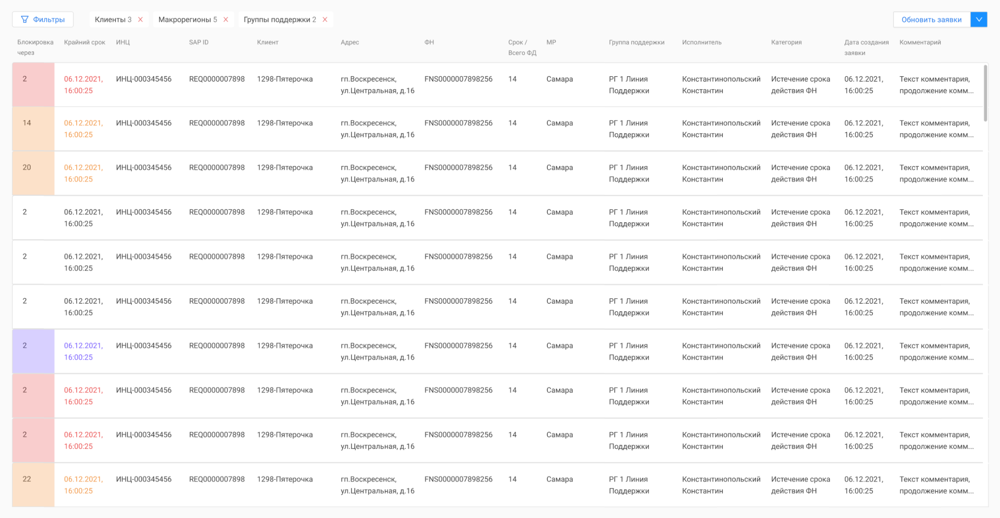 Фильтры Клиенты 3 Макрорегионы 5 Группы поддержки 2 Обновить заявки
Блокировка Крайний срок ИНЦ SAP ID Клиент Адрес ФН Срок / МР Группа поддержки Исполнитель Категория Дата создания Комментарий
через Всего ФД заявки
2 06.12.2021, ИНЦ-000345456 REQ0000007898 1298-Пятерочка гп.Воскресенск, FNS0000007898256 14 Самара РГ 1 Линия Константинопольский Истечение срока 06.12.2021, Текст комментария,
16:00:25 ул.Центральная, д.16 Поддержки Константин действия ФН 16:00:25 продолжение комм...
14 06.12.2021, ИНЦ-000345456 REQ0000007898 1298-Пятерочка гп.Воскресенск, FNS0000007898256 14 Самара РГ 1 Линия Константинопольский Истечение срока 06.12.2021, Текст комментария,
16:00:25 ул.Центральная, д.16 Поддержки Константин действия ФН 16:00:25 продолжение комм...
20 06.12.2021, ИНЦ-000345456 REQ0000007898 1298-Пятерочка гп.Воскресенск, FNS0000007898256 14 Самара РГ 1 Линия Константинопольский Истечение срока 06.12.2021, Текст комментария,
16:00:25 ул.Центральная, д.16 Поддержки Константин действия ФН 16:00:25 продолжение комм...
2 06.12.2021, ИНЦ-000345456 REQ0000007898 1298-Пятерочка гп.Воскресенск, FNS0000007898256 14 Самара РГ 1 Линия Константинопольский Истечение срока 06.12.2021, Текст комментария,
16:00:25 ул.Центральная, д.16 Поддержки Константин действия ФН 16:00:25 продолжение комм...
2 06.12.2021, ИНЦ-000345456 REQ0000007898 1298-Пятерочка гп.Воскресенск, FNS0000007898256 14 Самара РГ 1 Линия Константинопольский Истечение срока 06.12.2021, Текст комментария,
16:00:25 ул.Центральная, д.16 Поддержки Константин действия ФН 16:00:25 продолжение комм...
2 06.12.2021, ИНЦ-000345456 REQ0000007898 1298-Пятерочка гп.Воскресенск, FNS0000007898256 14 Самара РГ 1 Линия Константинопольский Истечение срока 06.12.2021, Текст комментария,
16:00:25 ул.Центральная, д.16 Поддержки Константин действия ФН 16:00:25 продолжение комм...
2 06.12.2021, ИНЦ-000345456 REQ0000007898 1298-Пятерочка гп.Воскресенск, FNS0000007898256 14 Самара РГ 1 Линия Константинопольский Истечение срока 06.12.2021, Текст комментария,
16:00:25 ул.Центральная, д.16 Поддержки Константин действия ФН 16:00:25 продолжение комм...
2 06.12.2021, ИНЦ-000345456 REQ0000007898 1298-Пятерочка гп.Воскресенск, FNS0000007898256 14 Самара РГ 1 Линия Константинопольский Истечение срока 06.12.2021, Текст комментария,
16:00:25 ул.Центральная, д.16 Поддержки Константин действия ФН 16:00:25 продолжение комм...
2 06.12.2021, ИНЦ-000345456 REQ0000007898 1298-Пятерочка гп.Воскресенск, FNS0000007898256 14 Самара РГ 1 Линия Константинопольский Истечение срока 06.12.2021, Текст комментария,
16:00:25 ул.Центральная, д.16 Поддержки Константин действия ФН 16:00:25 продолжение комм...
22 06.12.2021, ИНЦ-000345456 REQ0000007898 1298-Пятерочка гп.Воскресенск, FNS0000007898256 14 Самара РГ 1 Линия Константинопольский Истечение срока 06.12.2021, Текст комментария,
16:00:25 ул.Центральная, д.16 Поддержки Константин действия ФН 16:00:25 продолжение комм...